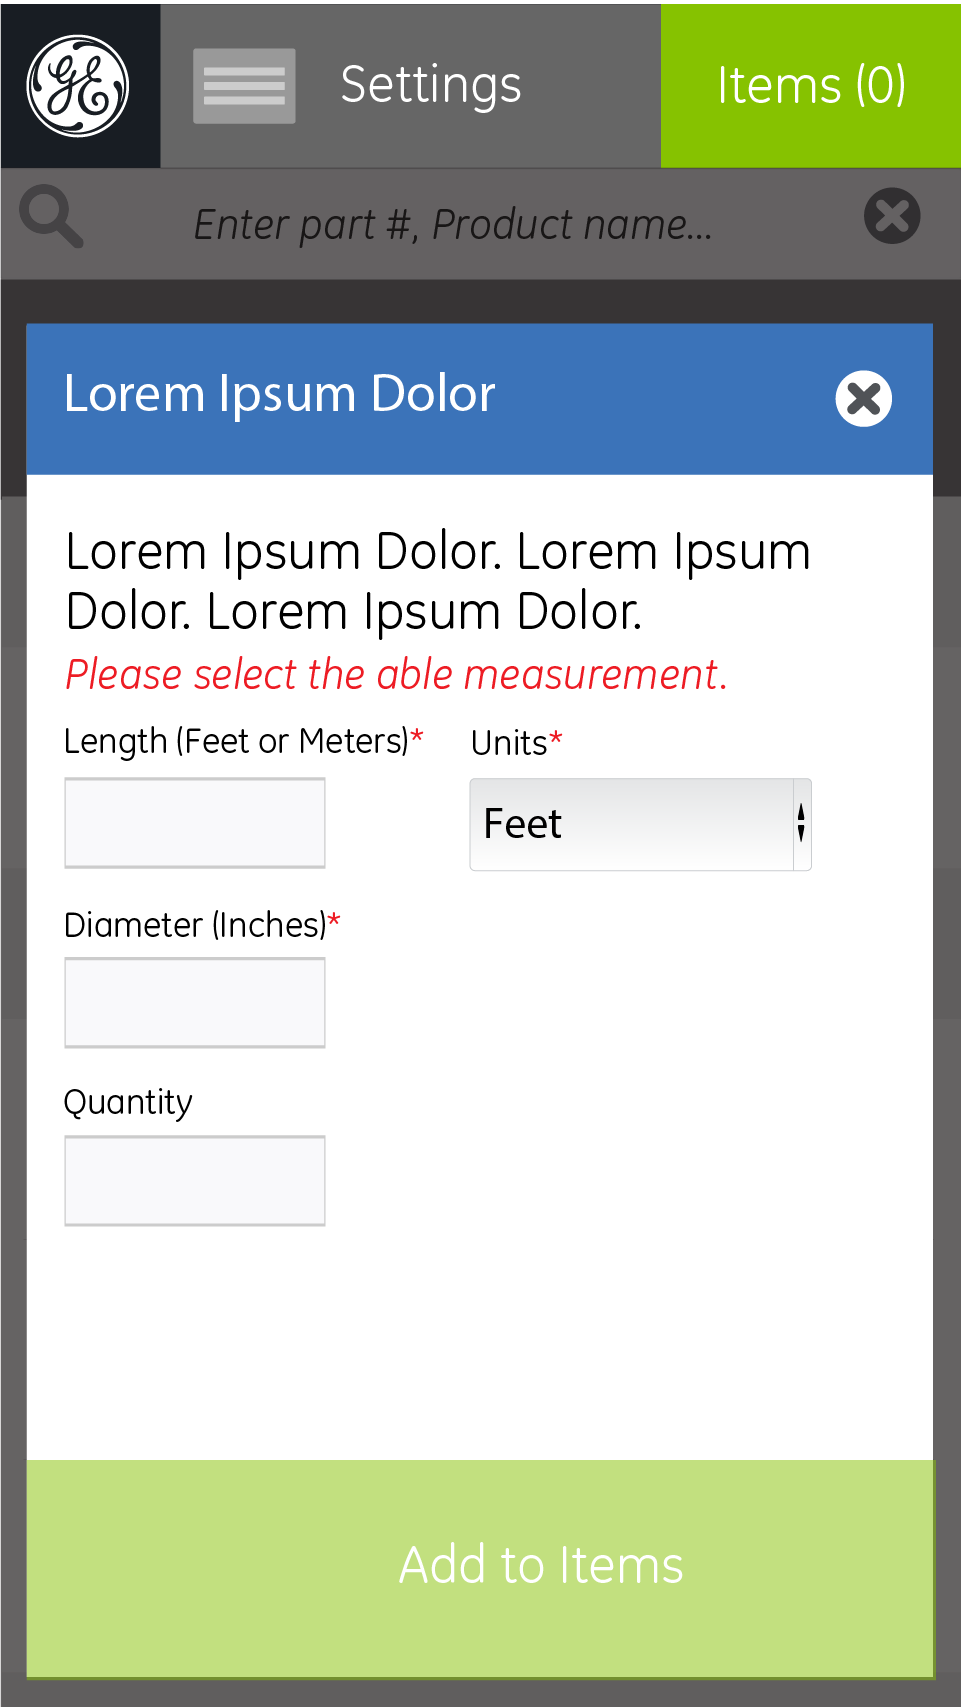 GE
Settings
Items (0)
Enter part #, Product name...
Lorem Ipsum Dolor
Lorem Ipsum Dolor. Lorem Ipsum
Dolor. Lorem Ipsum Dolor.
Please select the able measurement.
Length (Feet or Meters)*
Units*
Feet
Diameter (Inches)*
Quantity
Add to Items